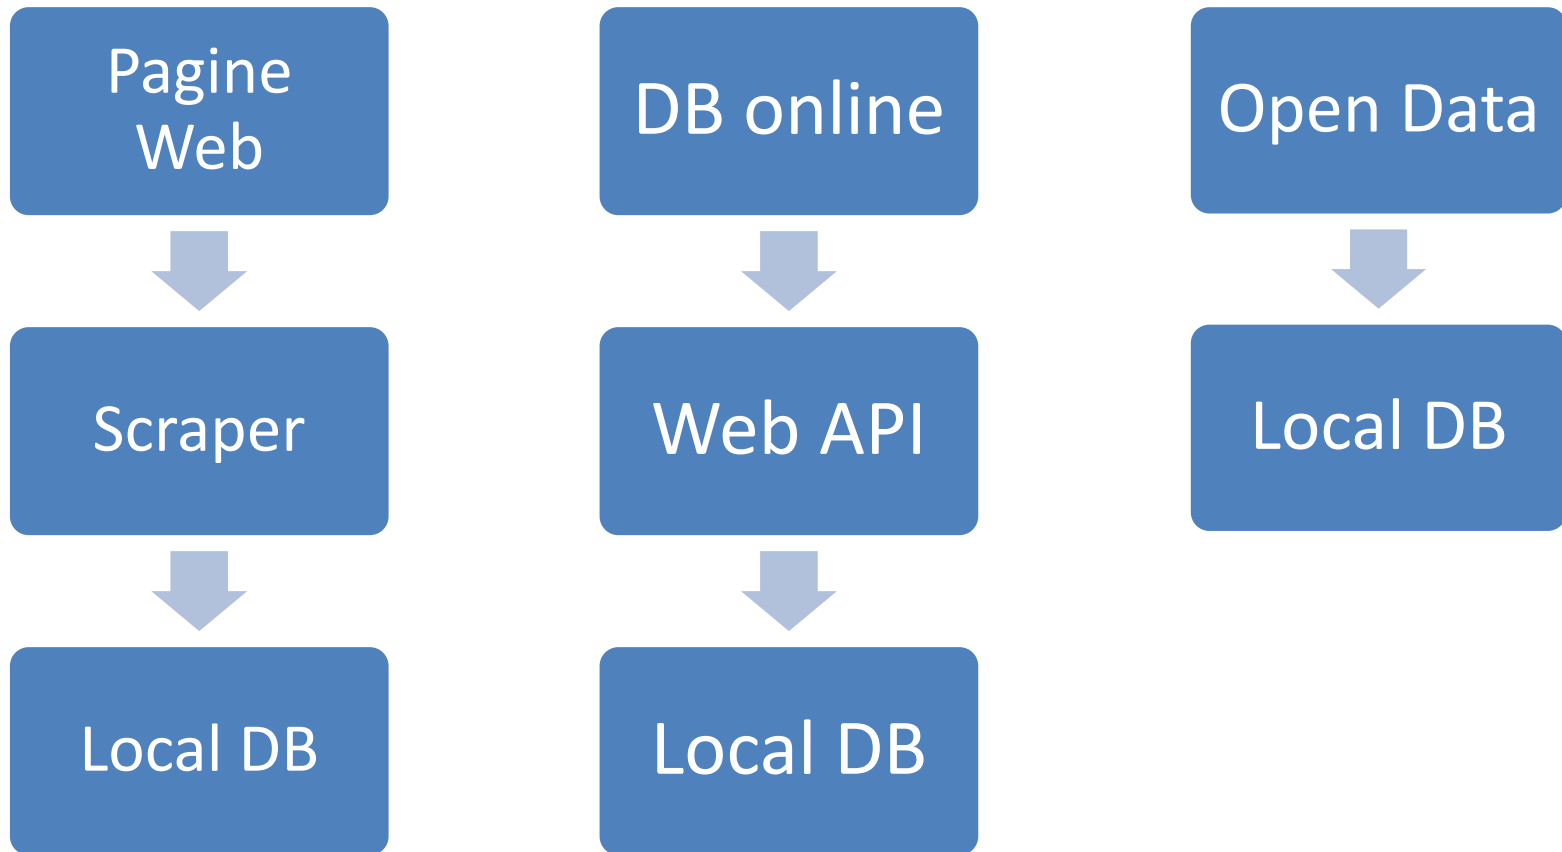 Pagine
Web
Scraper
Local DB
DB online
Web API
Local DB
Open Data
Local DB